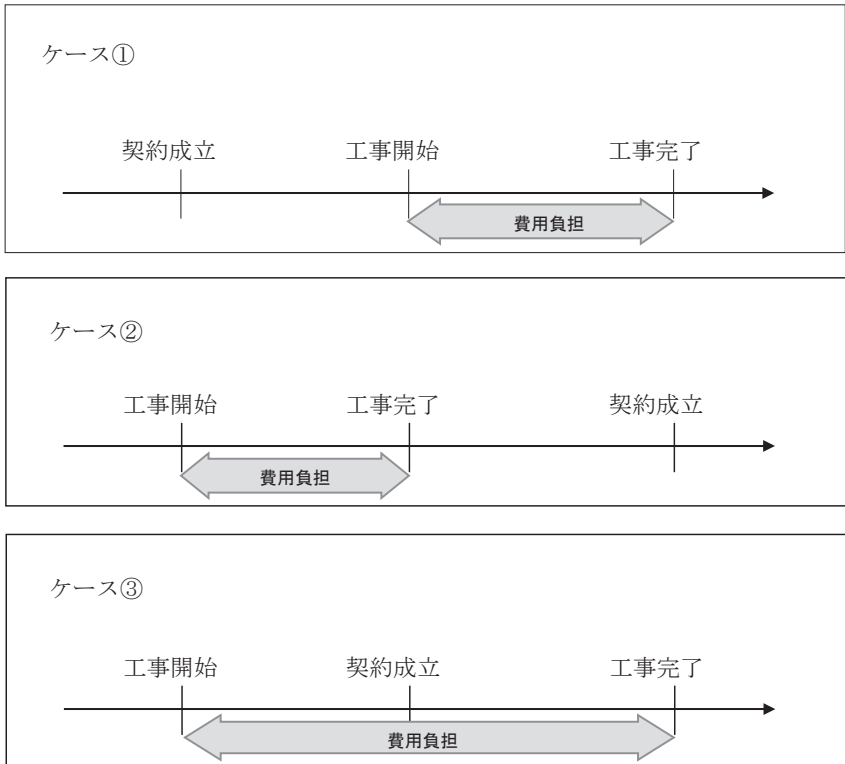 ケース①
契約成立 工事開始 工事完了
費用負担
ケース②
工事開始 工事完了 契約成立
費用負担
ケース③
工事開始 契約成立 工事完了
費用負担